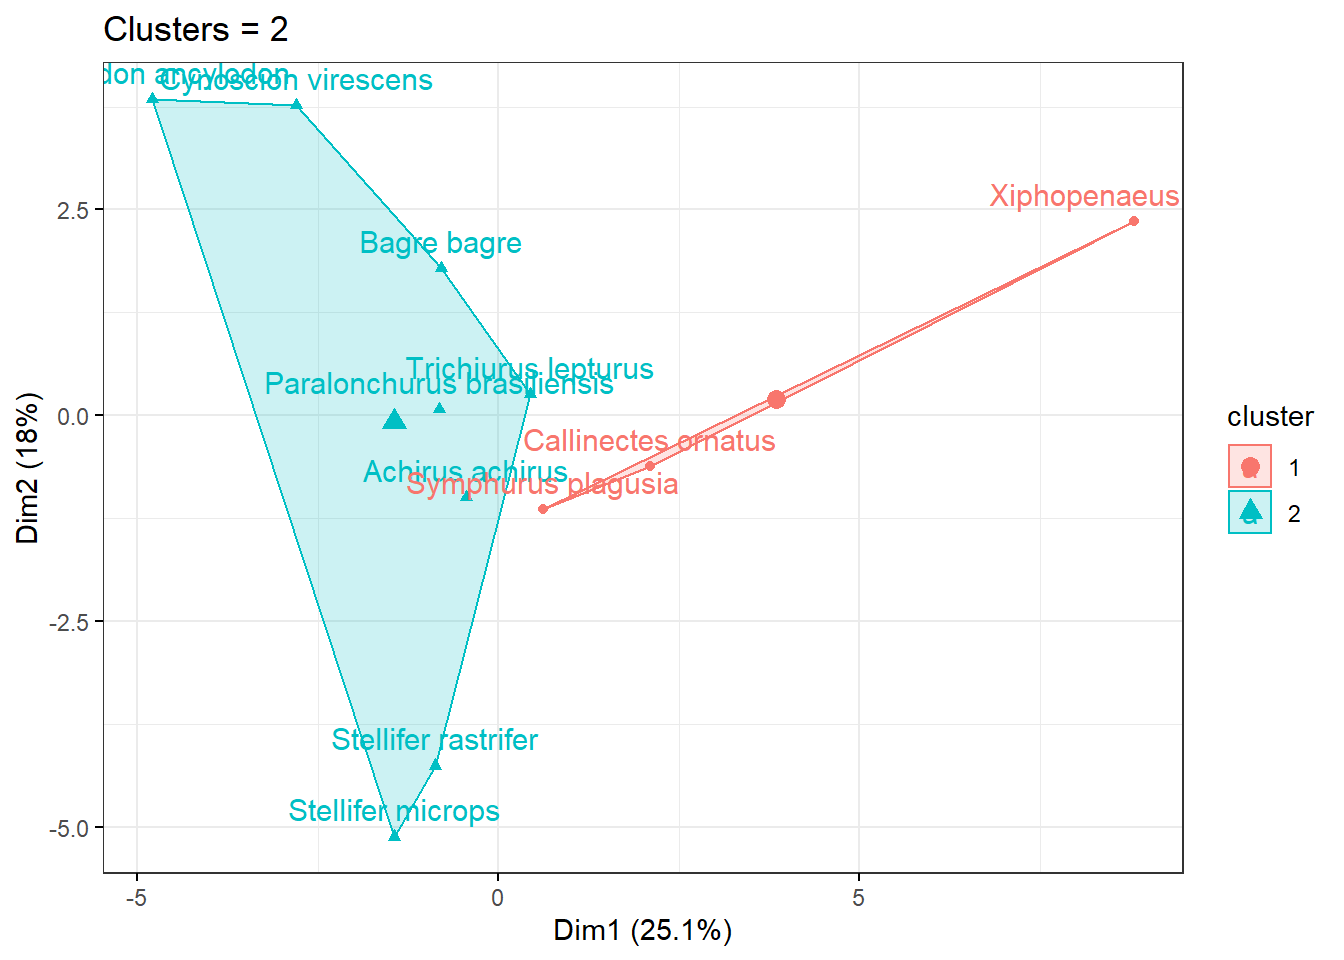 Clusters = 2
don ancylodon
Cynoscion virescens
Xiphopenaeus
2.5
Bagre bagre
Trichiurus lepturus
Paralonchurus brasiliensis
0.0
cluster
Callinectes ornatus
1
Achirus achirus
Symphurus plagusia
2
-2.5
Stellifer rastrifer
Stellifer microps
-5.0
-5
0
5
Dim1 (25.1%)
Dim2 (18%)